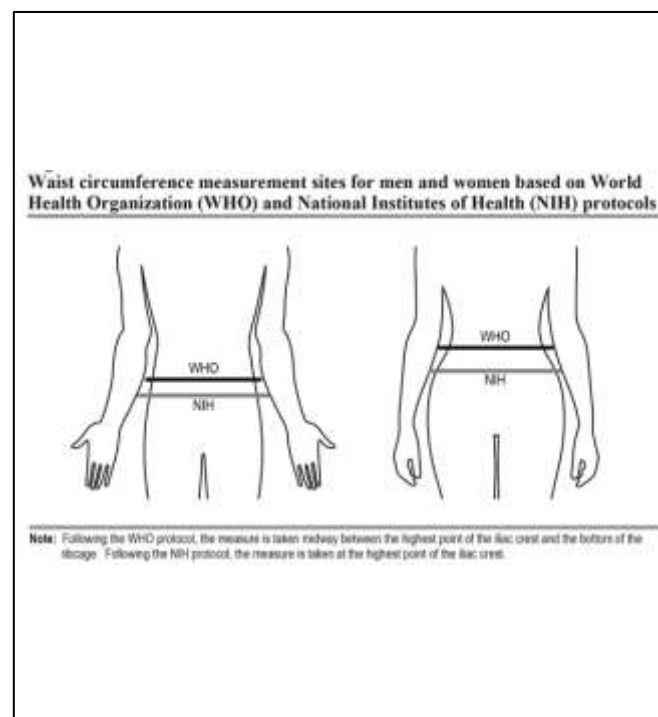 Waist circumference measurement sites for men and women based on World
Health Organization (WHO) and National Institutes of Health (NIH) protocols
WHO
NIH
WHO
NIH
Note: Following the WHO protocol, the measure is taken midway between the highest point of the iliac crest and the bottom of the
ribcage. Following the NIH protocol, the measure is taken at the highest point of the iliac crest.